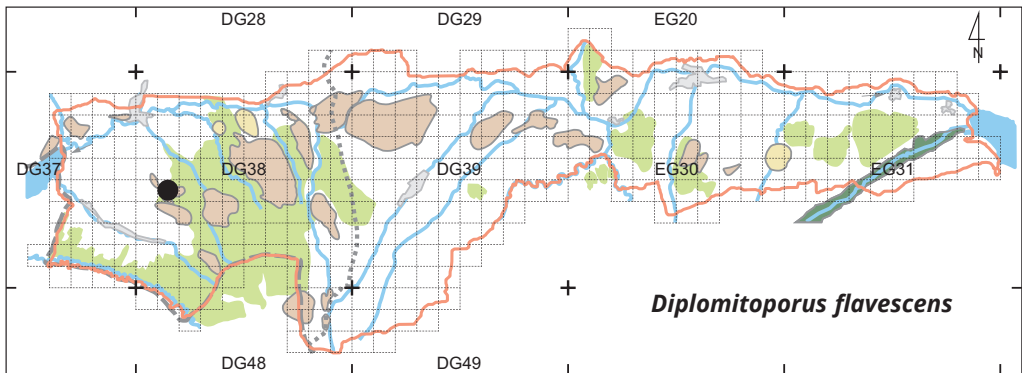 DG28 DG29 EG20
N
DG37 DG38 DG39 EG30 EG31
Diplomitoporus flavescens
DG48 DG49